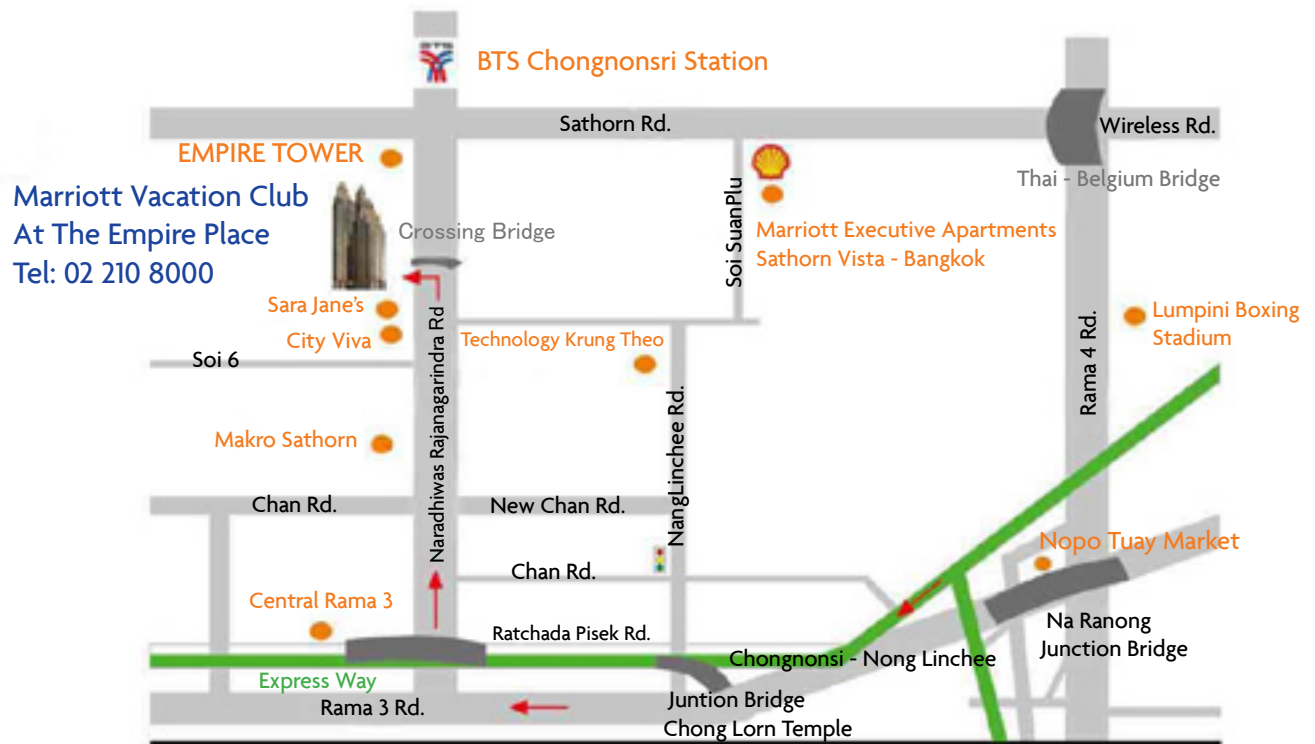 BTS
BTS Chongnonsri Station
Sathorn Rd.
Wireless Rd.
EMPIRE TOWER
Thai - Belgium Bridge
Marriott Vacation Club
At The Empire Place
Tel: 02 210 8000
Crossing Bridge
Soi SuanPlu
Marriott Executive Apartments
Sathorn Vista - Bangkok
Sara Jane's
City Viva
Soi 6
Naradhiwas Rajanagarindra Rd
Technology Krung Theo
Lumpini Boxing
Stadium
Rama 4 Rd.
NangLinchee Rd.
Makro Sathorn
Chan Rd.
New Chan Rd.
Nopo Tuay Market
Chan Rd.
Central Rama 3
Ratchada Pisek Rd.
Na Ranong
Junction Bridge
Chongnonsi - Nong Linchee
Express Way
Rama 3 Rd.
Juntion Bridge
Chong Lorn Temple